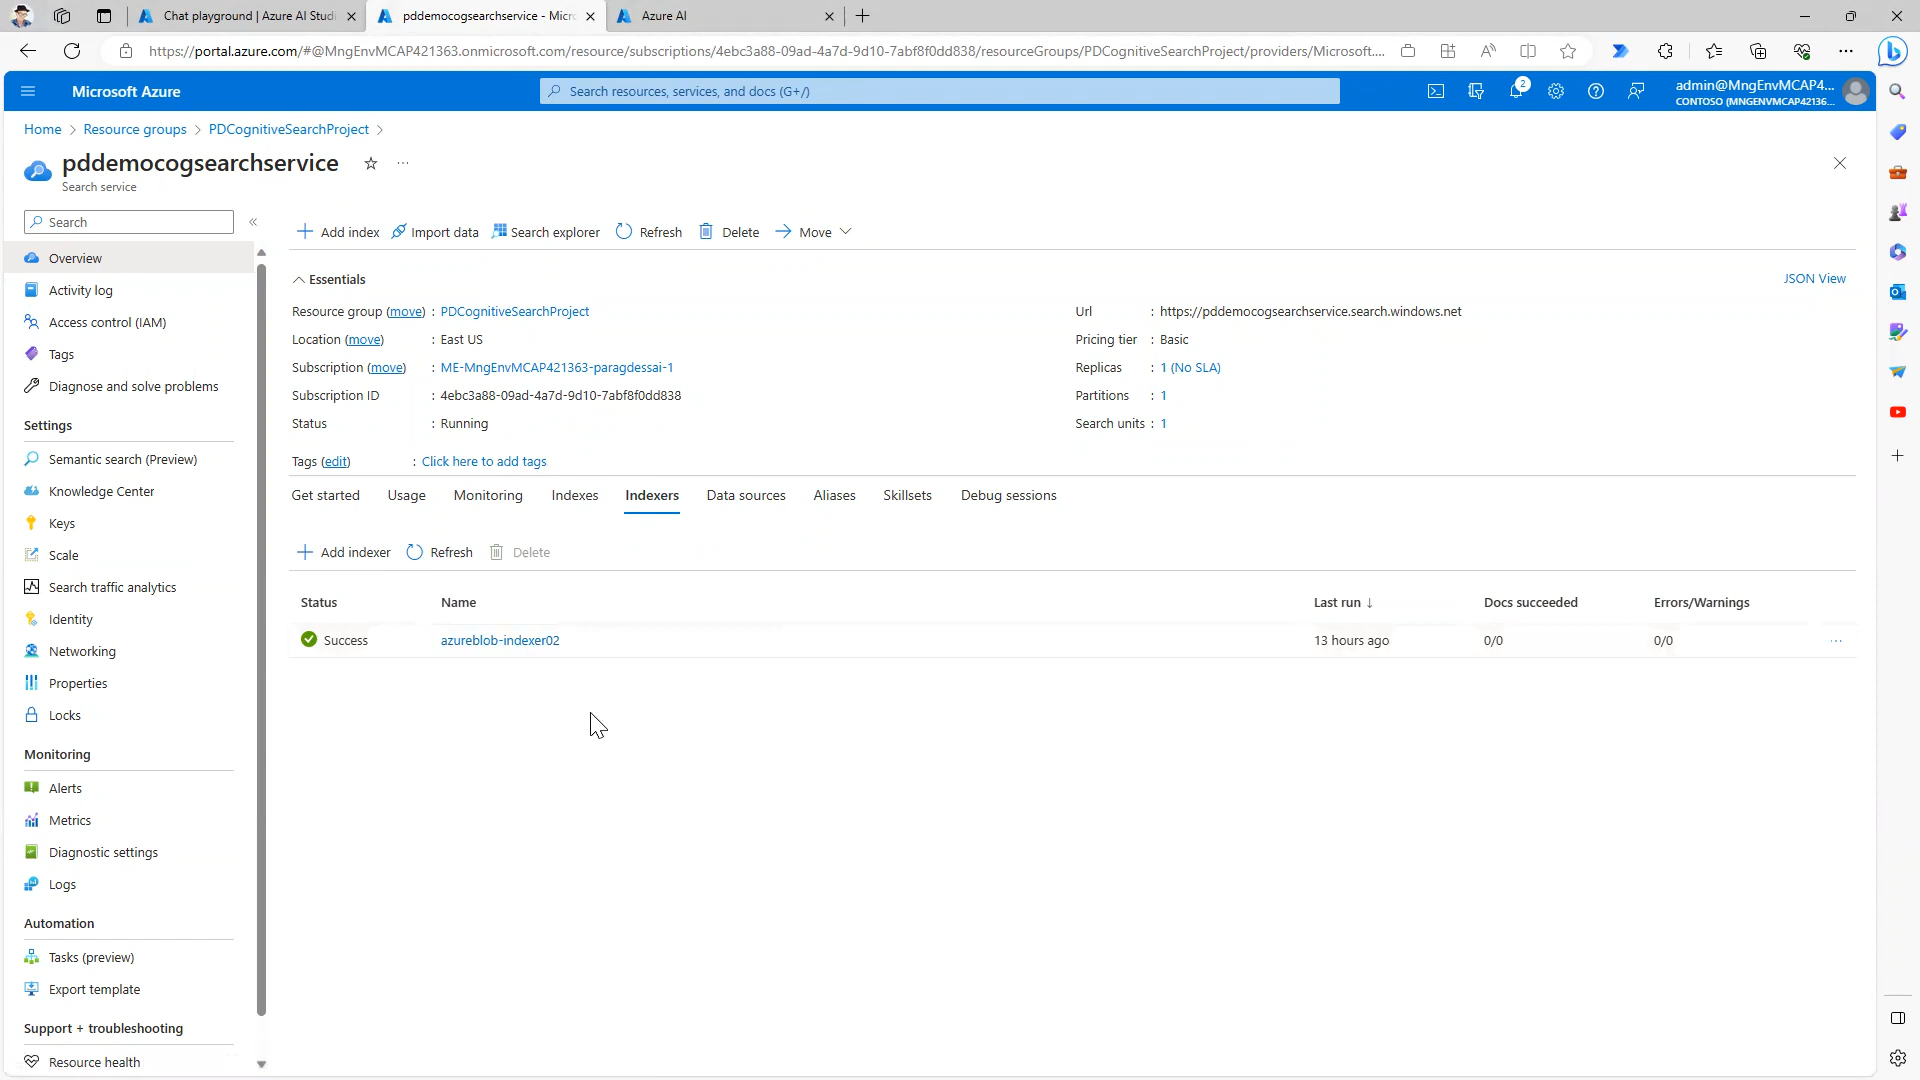 Chat playground | Azure AI Studi
pddemocogsearchservice - Micr
Azure AI
https://portal.azure.com/#@MngEnvMCAP421363.onmicrosoft.com/resource/subscriptions/4ebc3a88-09ad-4a7d-9d10-7abf8f0dd838/resourceGroups/PDCognitiveSearchProject/providers/Microsoft....
Microsoft Azure
Search resources, services, and docs (G+/)
2
admin@MngEnvMCAP4...
CONTOSO (MNGENVMCAP42136...
Home > Resource groups > PDCognitiveSearchProject >
pddemocogsearchservice
Search service
Search
Overview
Activity log
Access control (IAM)
Tags
Diagnose and solve problems
Settings
Semantic search (Preview)
Knowledge Center
Keys
Scale
Search traffic analytics
Identity
Networking
Properties
Locks
Monitoring
Alerts
Metrics
Diagnostic settings
Logs
Automation
Tasks (preview)
Export template
Support + troubleshooting
Resource health
Add index Import data Search explorer Refresh Delete Move
Essentials
JSON View
Resource group (move) : PDCognitiveSearchProject
Location (move) : East US
Subscription (move) : ME-MngEnvMCAP421363-paragdessai-1
Subscription ID : 4ebc3a88-09ad-4a7d-9d10-7abf8f0dd838
Status : Running
Url : https://pddemocogsearchservice.search.windows.net
Pricing tier : Basic
Replicas : 1 (No SLA)
Partitions : 1
Search units : 1
Tags (edit) : Click here to add tags
Get started Usage Monitoring Indexes Indexers Data sources Aliases Skillsets Debug sessions
Add indexer Refresh Delete
Status Name Last run ↓ Docs succeeded Errors/Warnings
Success azureblob-indexer02 13 hours ago 0/0 0/0